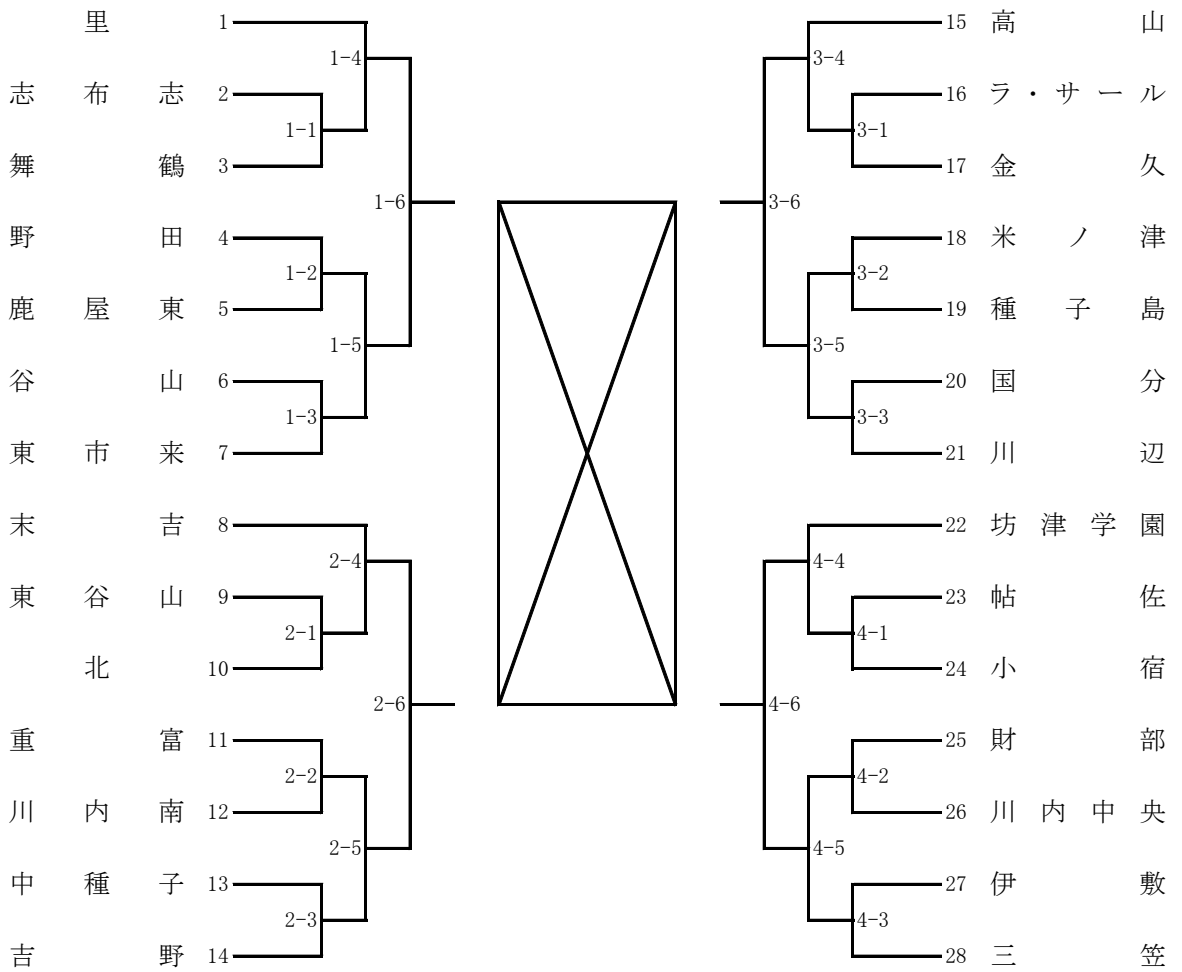 里 1 15 高山
1-4 3-4
志布志 2 16 ラ・サール
1-1 3-1
舞鶴 3 17 金久
1-6 3-6
野田 4 18 米ノ津
1-2 3-2
鹿屋東 5 19 種子島
1-5 3-5
谷山 6 20 国分
1-3 3-3
東市来 7 21 川辺
末吉 8 22 坊津学園
2-4 4-4
東谷山 9 23 帖佐
2-1 4-1
北 10 24 小宿
2-6 4-6
重富 11 25 財部
2-2 4-2
川内南 12 26 川内中央
2-5 4-5
中種子 13 27 伊敷
2-3 4-3
吉野 14 28 三笠